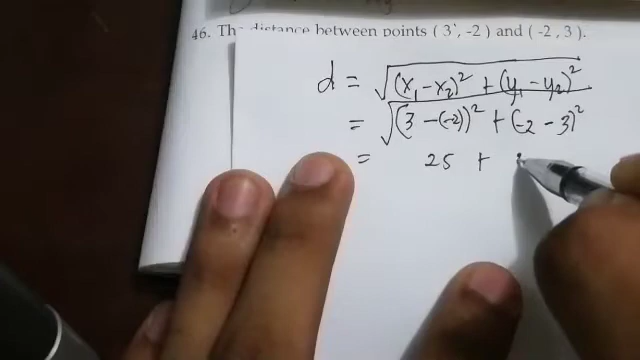 46. The distance between points ( 3 , -2 ) and ( -2 , 3 ).
d = √(x₁ - x₂)² + (y₁ - y₂)²
= √(3 - (-2))² + (-2 - 3)²
= 25 +